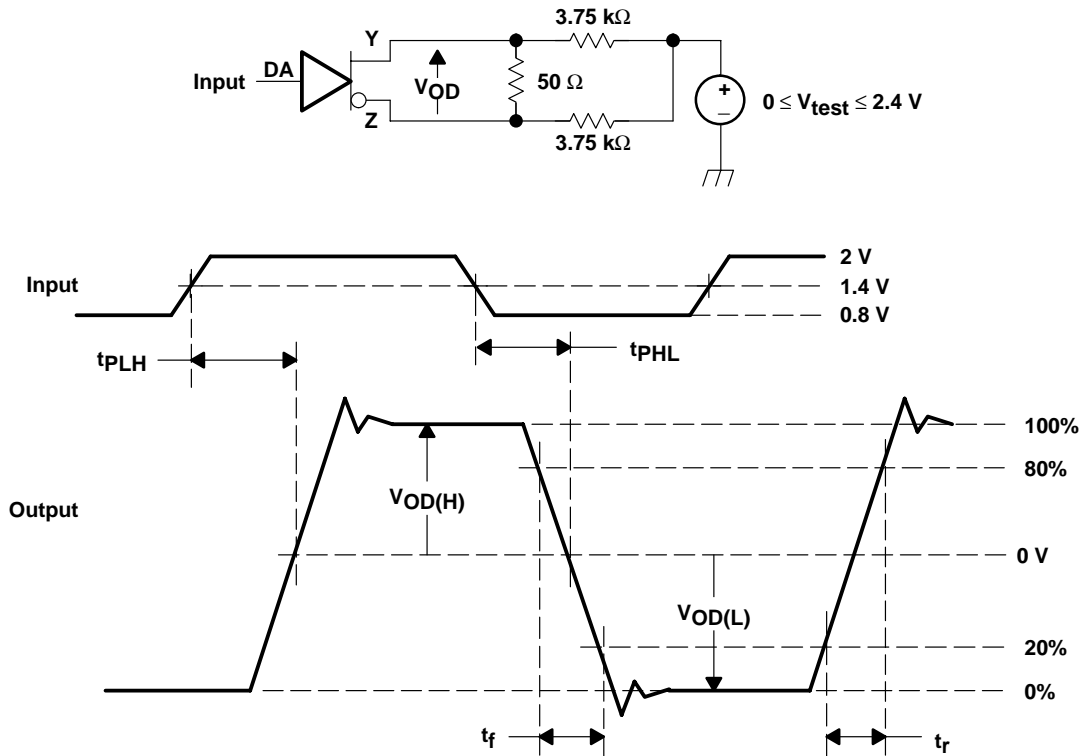 3.75 kΩ
Y
Input
DA
VOD
50 Ω
+
–
0 ≤ Vtest ≤ 2.4 V
Z
3.75 kΩ
2 V
Input
1.4 V
0.8 V
tPLH
tPHL
100%
80%
VOD(H)
Output
0 V
VOD(L)
20%
0%
tf
tr